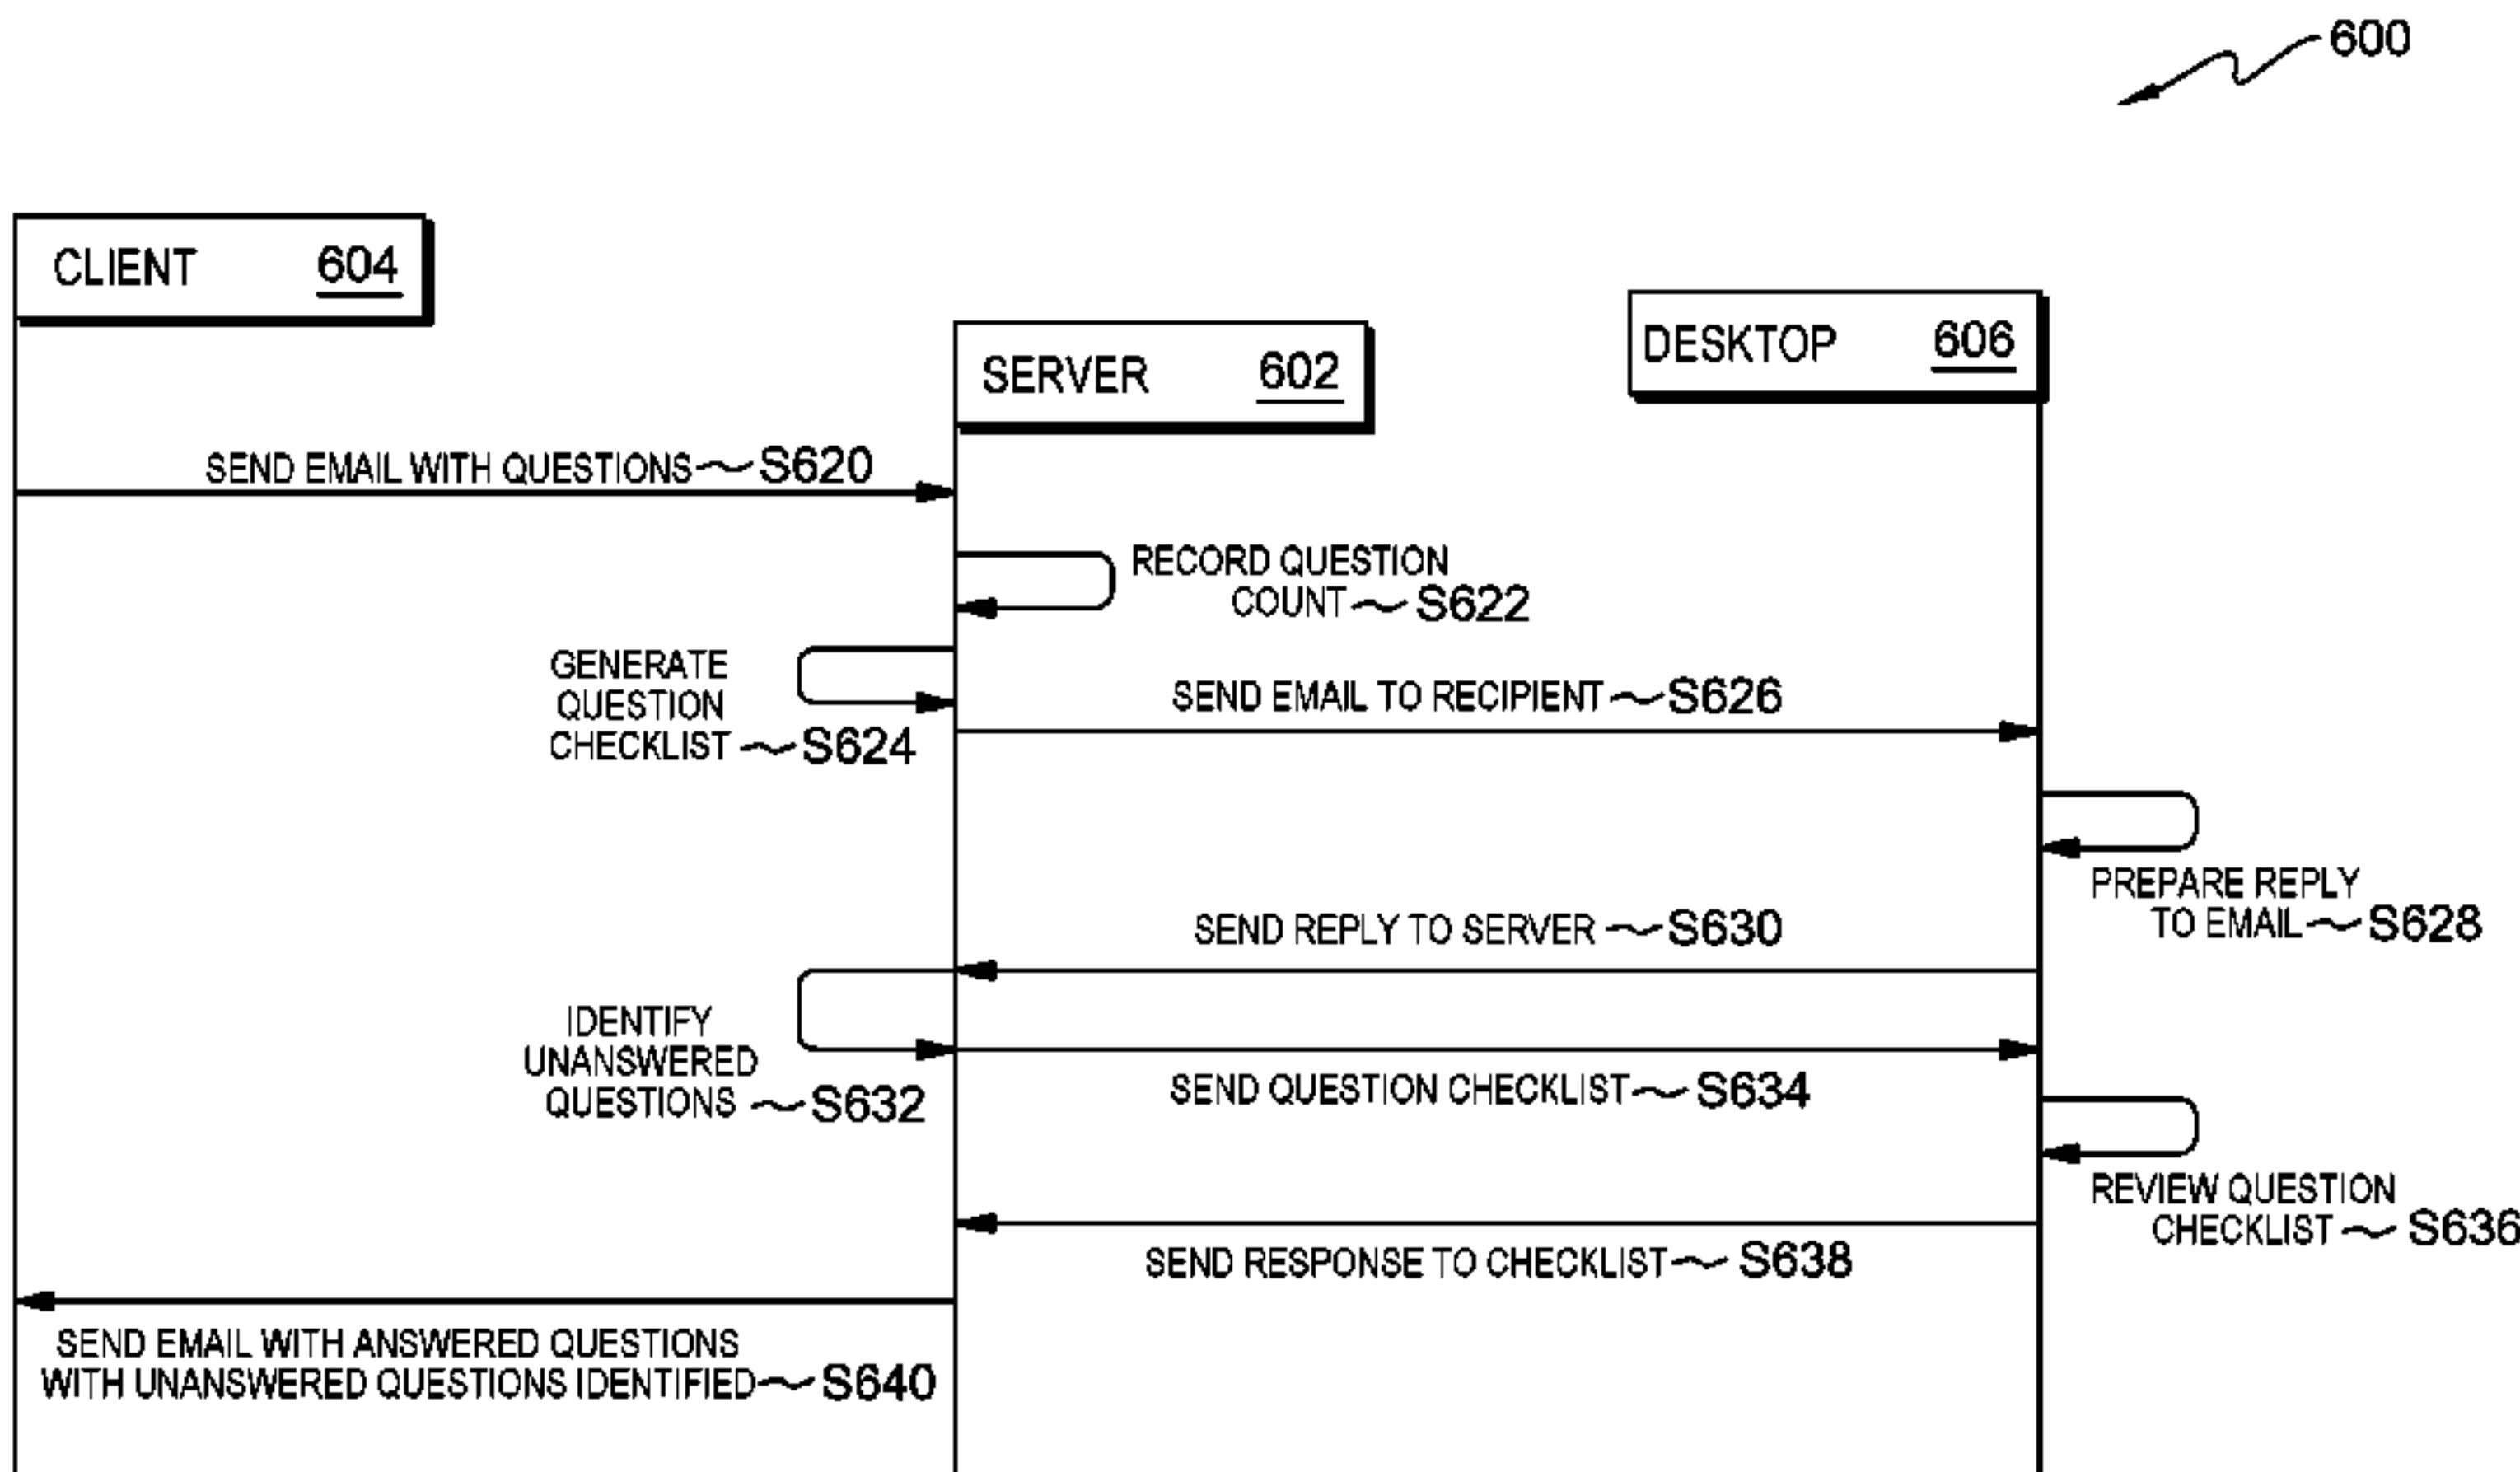 600
CLIENT 604
SERVER 602
DESKTOP 606
SEND EMAIL WITH QUESTIONS S620
RECORD QUESTION
COUNT S622
GENERATE
QUESTION
CHECKLIST S624
SEND EMAIL TO RECIPIENT S626
PREPARE REPLY
TO EMAIL S628
SEND REPLY TO SERVER S630
IDENTIFY
UNANSWERED
QUESTIONS S632
SEND QUESTION CHECKLIST S634
REVIEW QUESTION
CHECKLIST S636
SEND RESPONSE TO CHECKLIST S638
SEND EMAIL WITH ANSWERED QUESTIONS
WITH UNANSWERED QUESTIONS IDENTIFIED S640